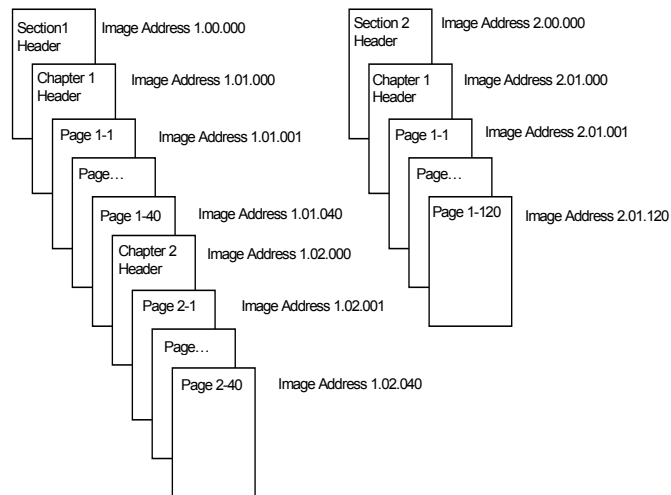 Section1
Header
Image Address 1.00.000
Chapter 1
Header
Image Address 1.01.000
Page 1-1
Image Address 1.01.001
Page…
Page 1-40
Image Address 1.01.040
Chapter 2
Header
Image Address 1.02.000
Page 2-1
Image Address 1.02.001
Page…
Page 2-40
Image Address 1.02.040
Section 2
Header
Image Address 2.00.000
Chapter 1
Header
Image Address 2.01.000
Page 1-1
Image Address 2.01.001
Page…
Page 1-120
Image Address 2.01.120